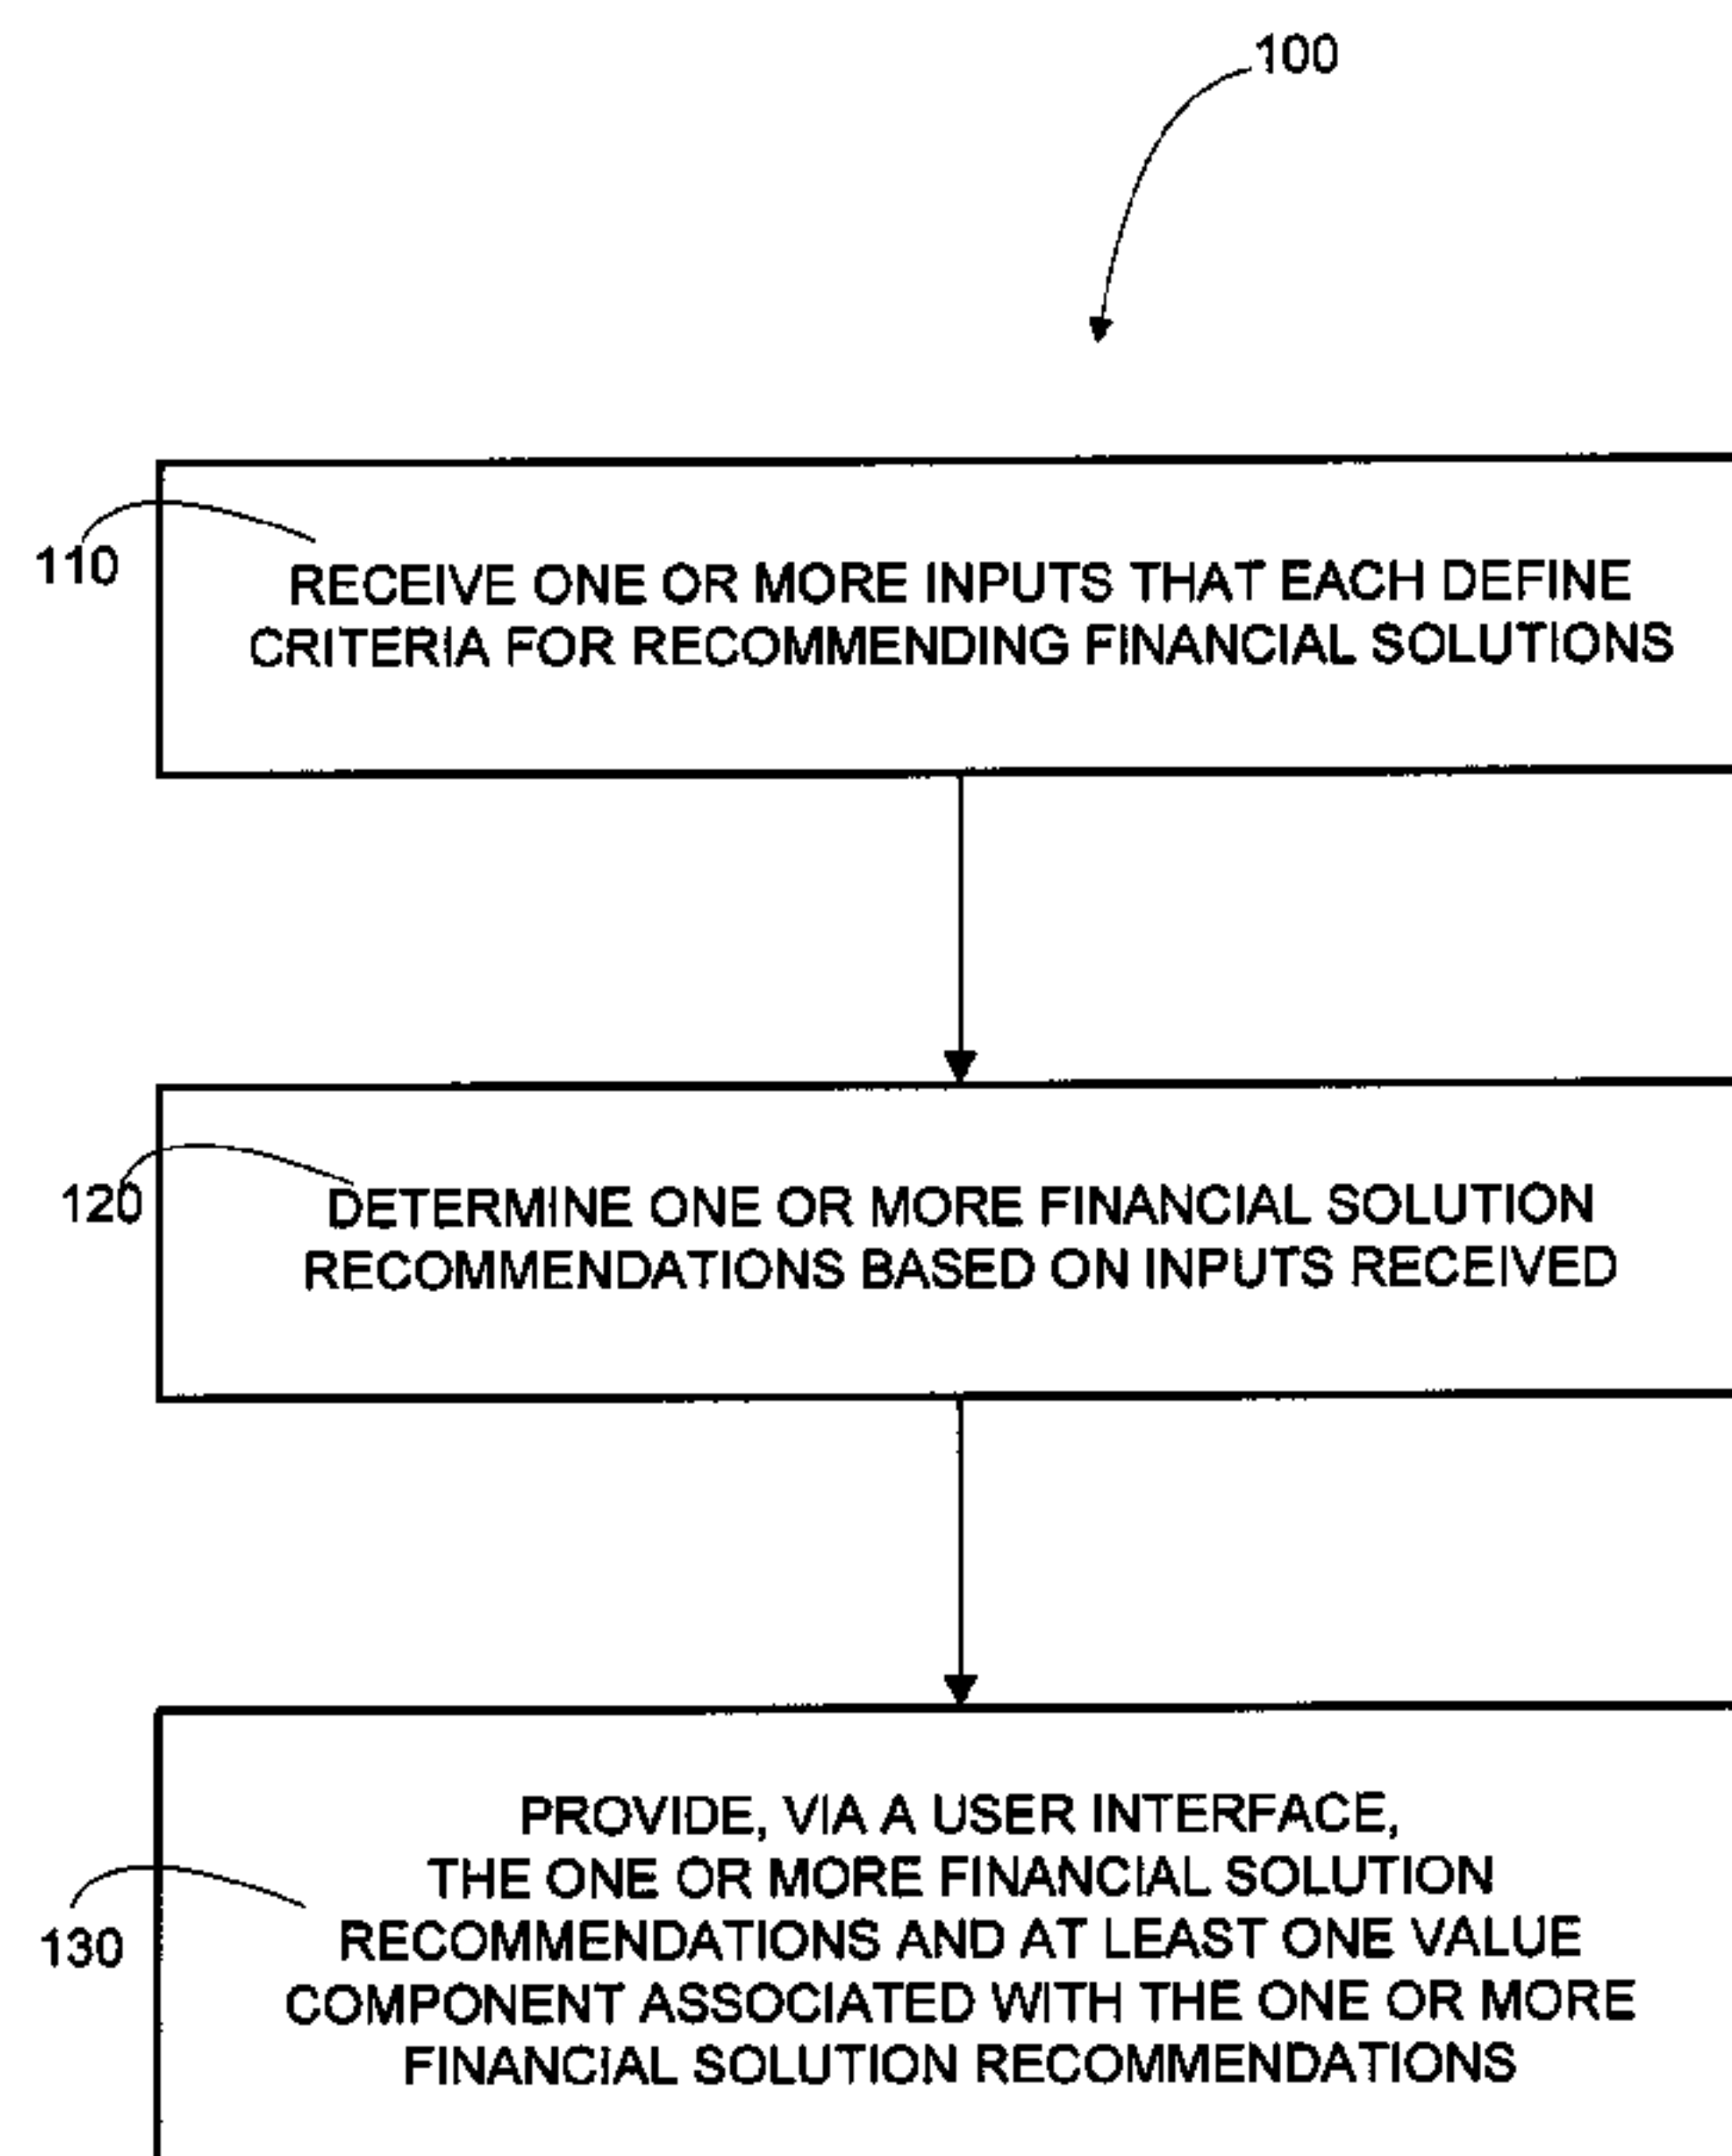 100
110
RECEIVE ONE OR MORE INPUTS THAT EACH DEFINE
CRITERIA FOR RECOMMENDING FINANCIAL SOLUTIONS
120
DETERMINE ONE OR MORE FINANCIAL SOLUTION
RECOMMENDATIONS BASED ON INPUTS RECEIVED
PROVIDE, VIA A USER INTERFACE,
THE ONE OR MORE FINANCIAL SOLUTION
130
RECOMMENDATIONS AND AT LEAST ONE VALUE
COMPONENT ASSOCIATED WITH THE ONE OR MORE
FINANCIAL SOLUTION RECOMMENDATIONS